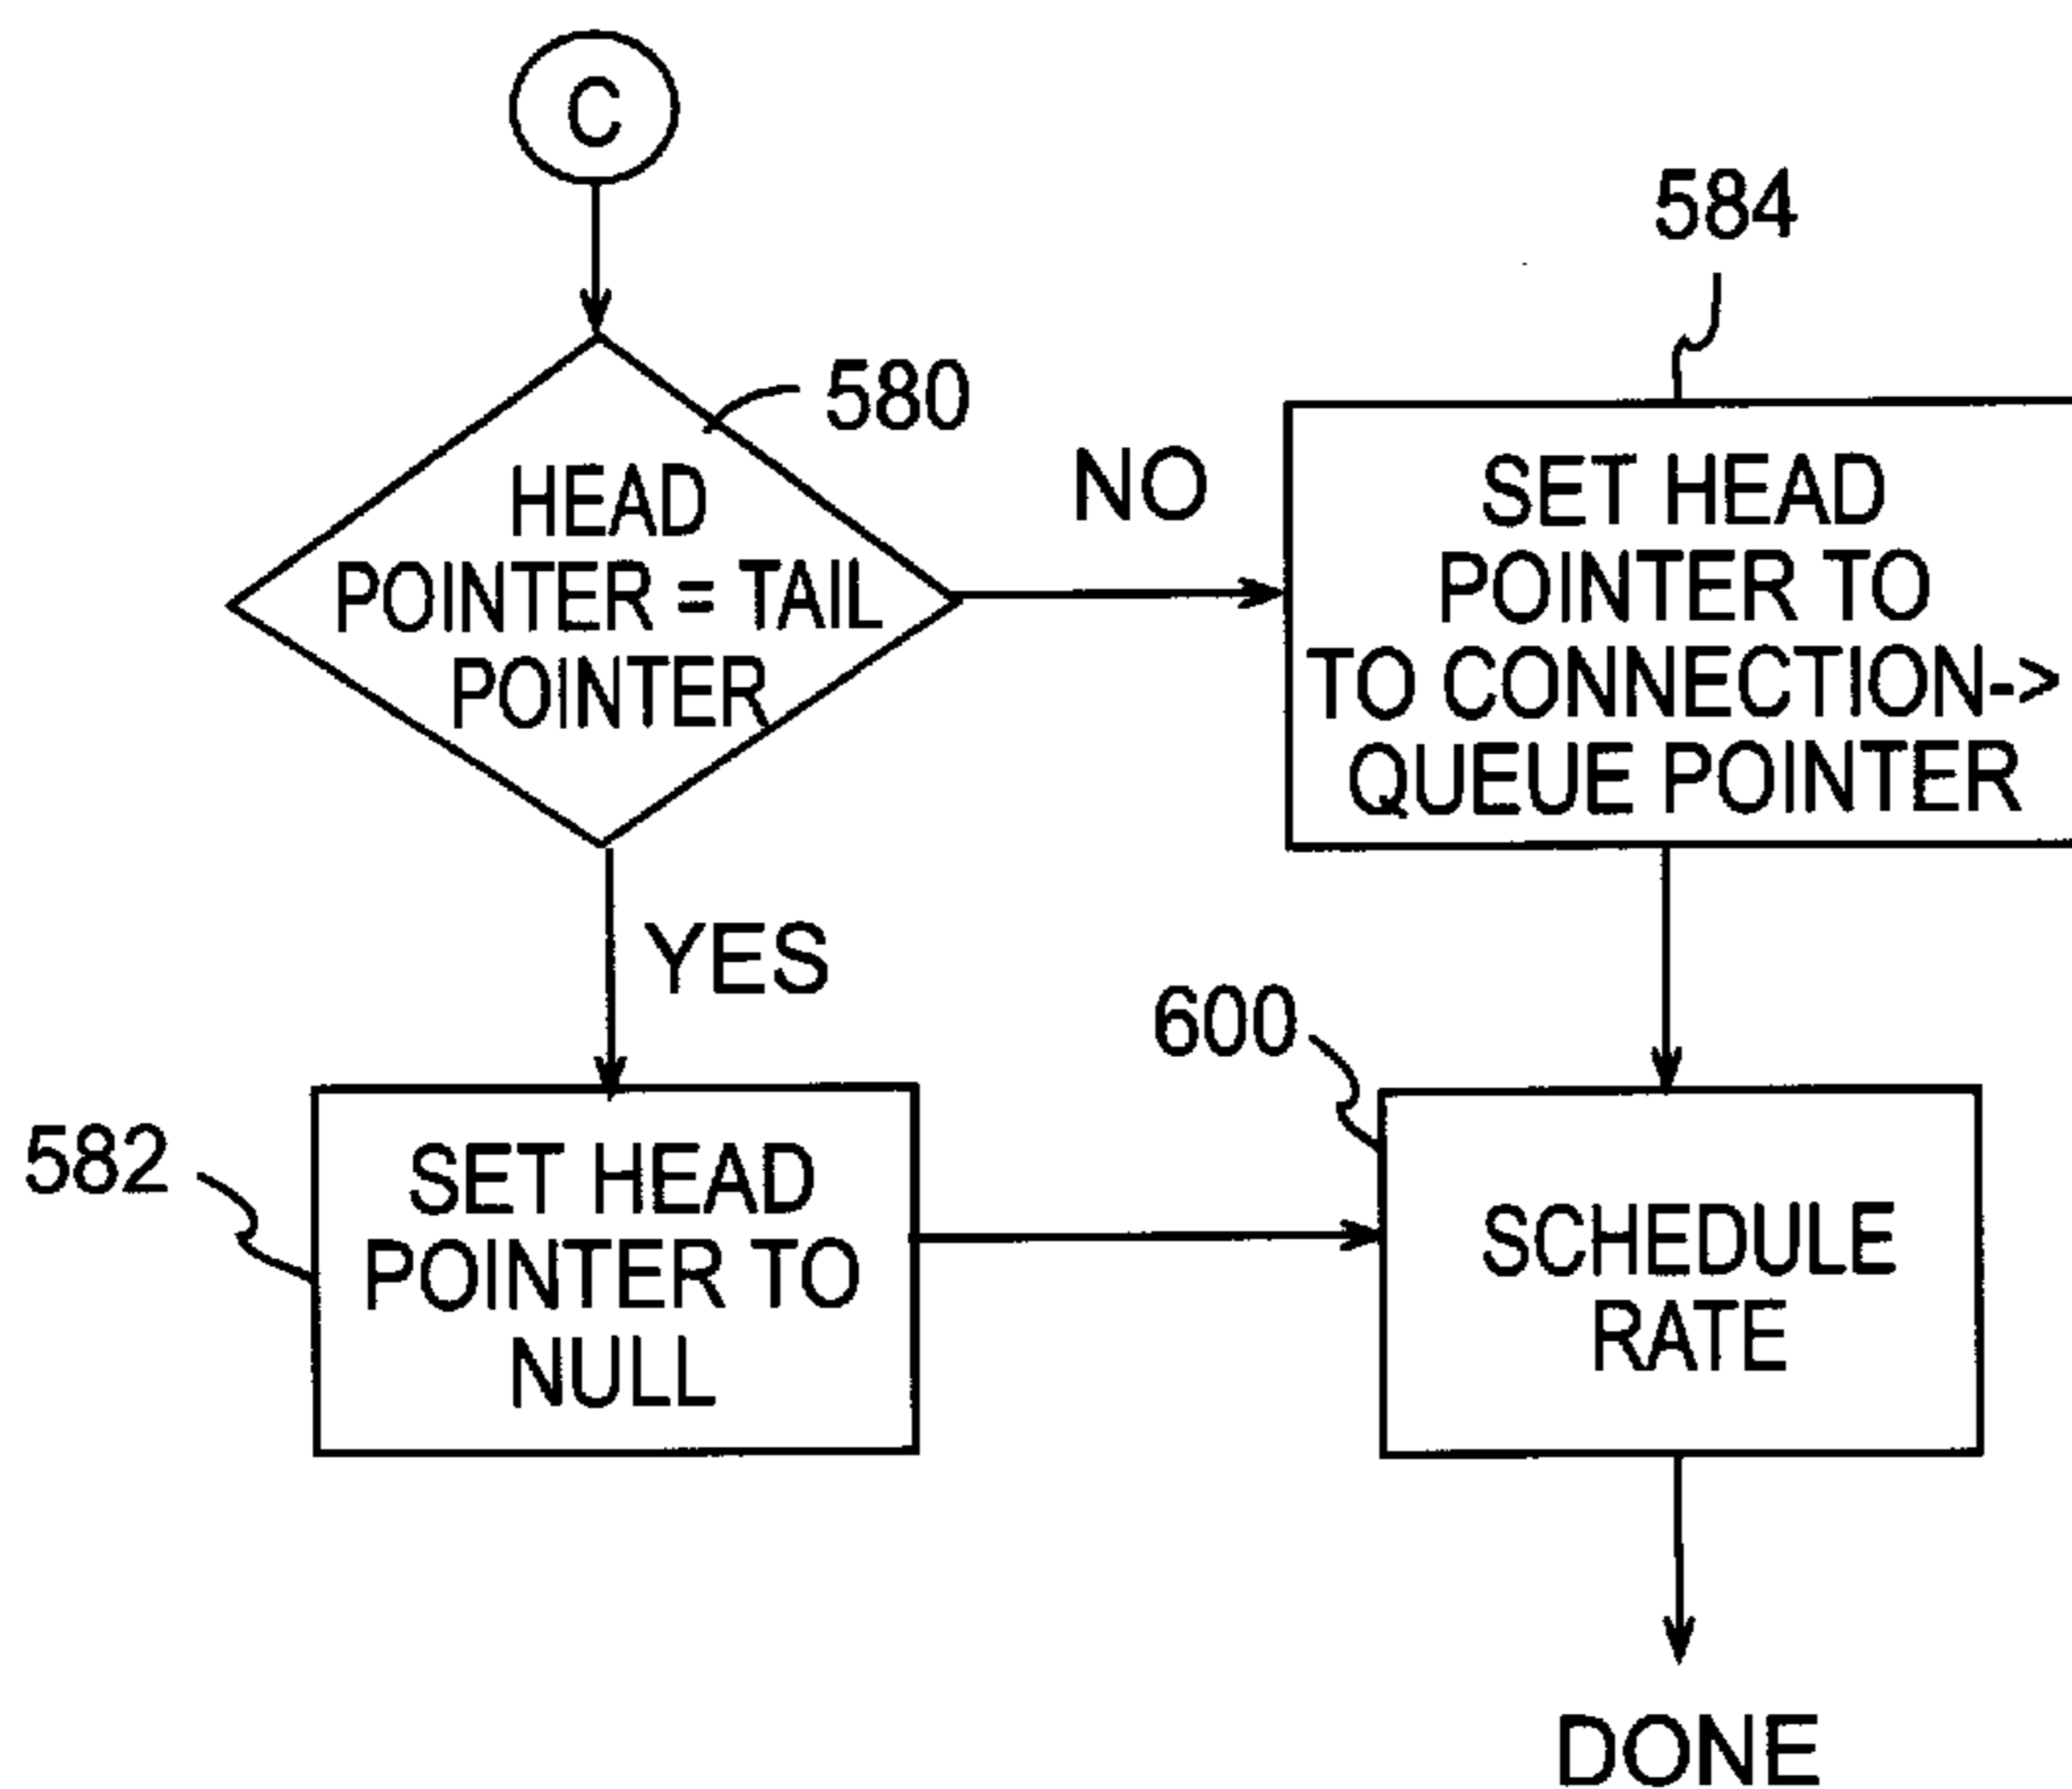 C
584
580
HEAD
POINTER = TAIL
POINTER
NO
SET HEAD
POINTER TO
TO CONNECTION->
QUEUE POINTER
YES
600
582
SET HEAD
POINTER TO
NULL
SCHEDULE
RATE
DONE